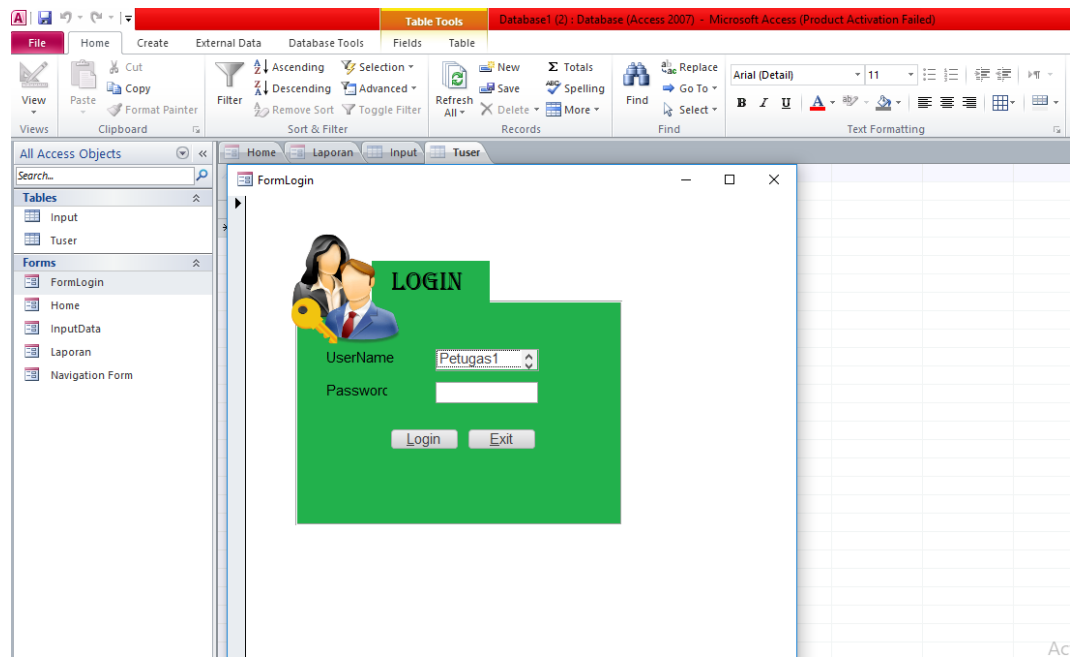 Table Tools
Database1 (2) : Database (Access 2007) - Microsoft Access (Product Activation Failed)
File Home Create External Data Database Tools Fields Table
View
Views
Paste
Cut
Copy
Format Painter
Clipboard
Filter
Ascending
Descending
Remove Sort
Selection
Advanced
Toggle Filter
Sort & Filter
Refresh
All
New
Save
Delete
Σ Totals
Spelling
More
Records
Find
Replace
Go To
Select
Find
Arial (Detail) 11
B I U A
Text Formatting
All Access Objects
Search...
Tables
Input
Tuser
Forms
FormLogin
Home
InputData
Laporan
Navigation Form
Home Laporan Input Tuser
FormLogin
LOGIN
UserName Petugas1
Passworc
Login Exit
Ac